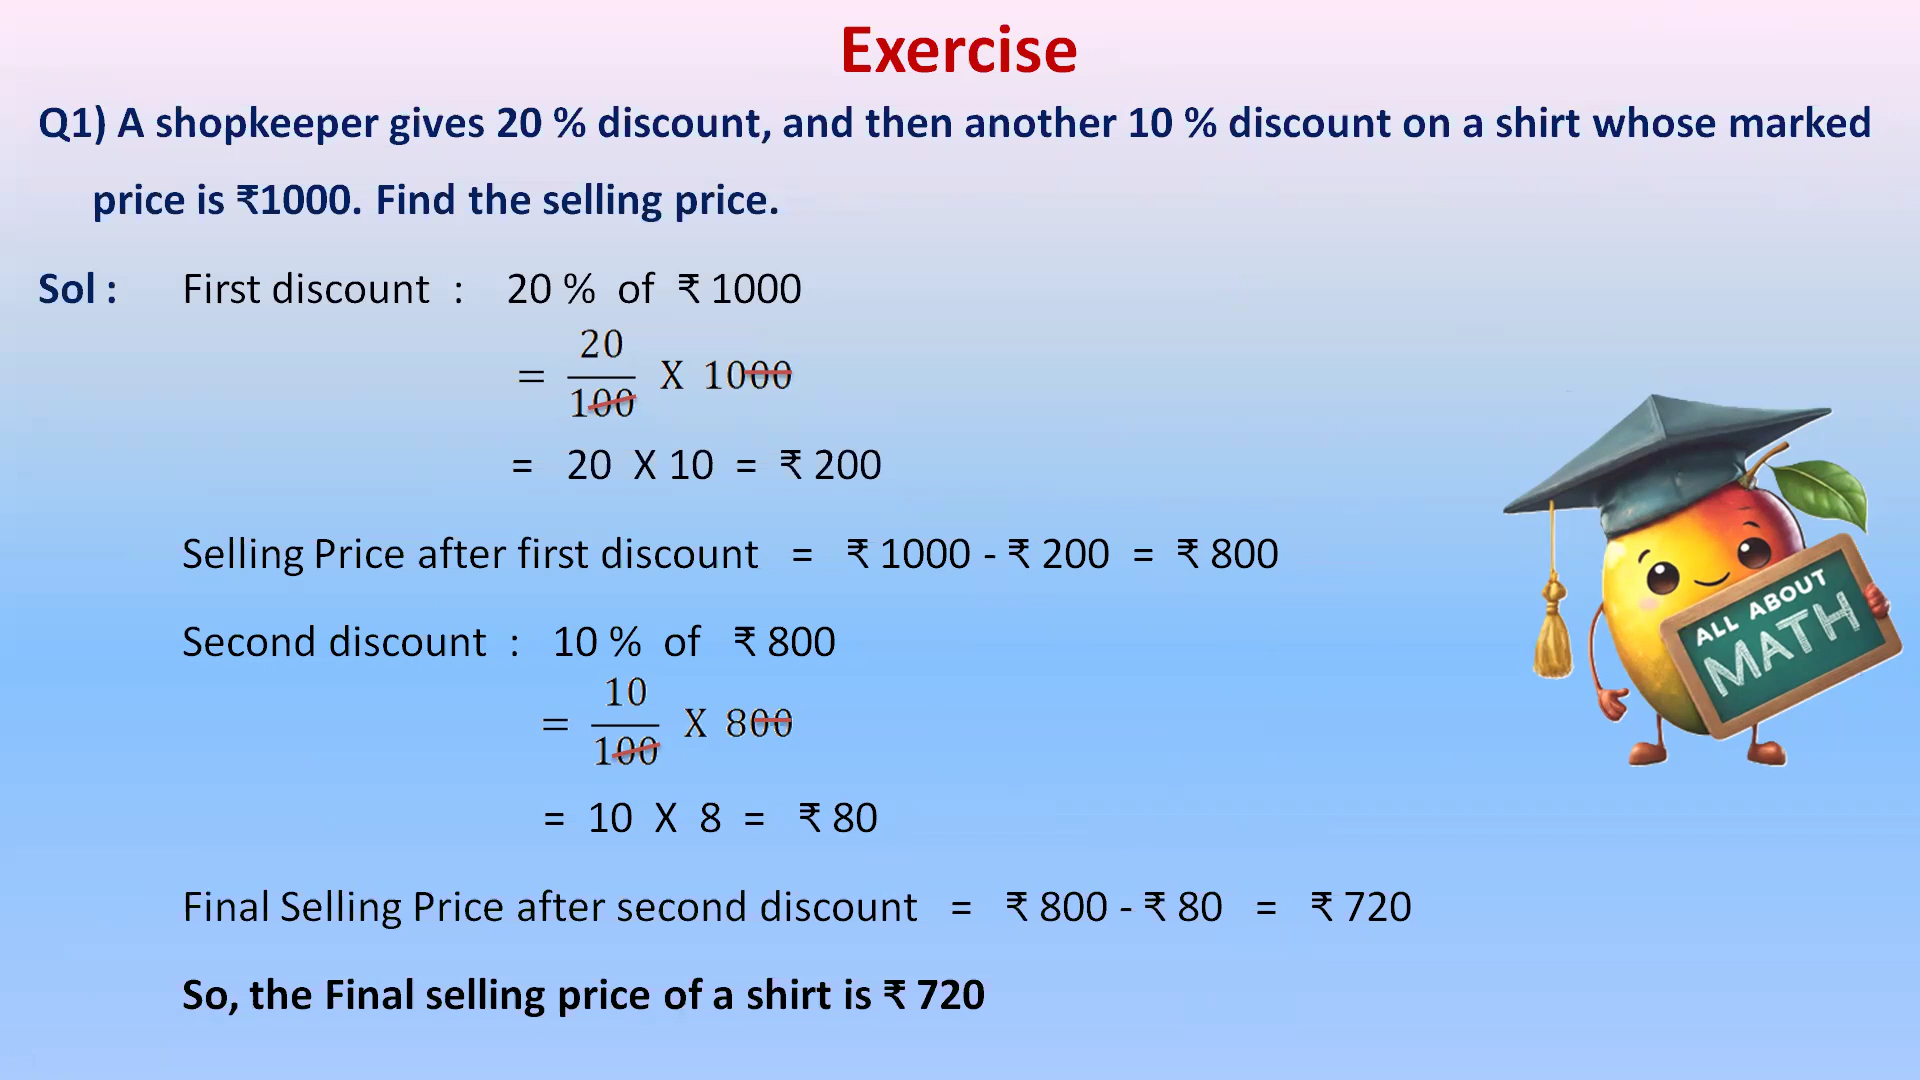 Exercise
Q1) A shopkeeper gives 20 % discount, and then another 10 % discount on a shirt whose marked
price is ₹1000. Find the selling price.
Sol : First discount : 20 % of ₹ 1000
= 20/100 X 1000
= 20 X 10 = ₹ 200
Selling Price after first discount = ₹ 1000 - ₹ 200 = ₹ 800
Second discount : 10 % of ₹ 800
= 10/100 X 800
= 10 X 8 = ₹ 80
Final Selling Price after second discount = ₹ 800 - ₹ 80 = ₹ 720
So, the Final selling price of a shirt is ₹ 720
ALL ABOUT
MATH